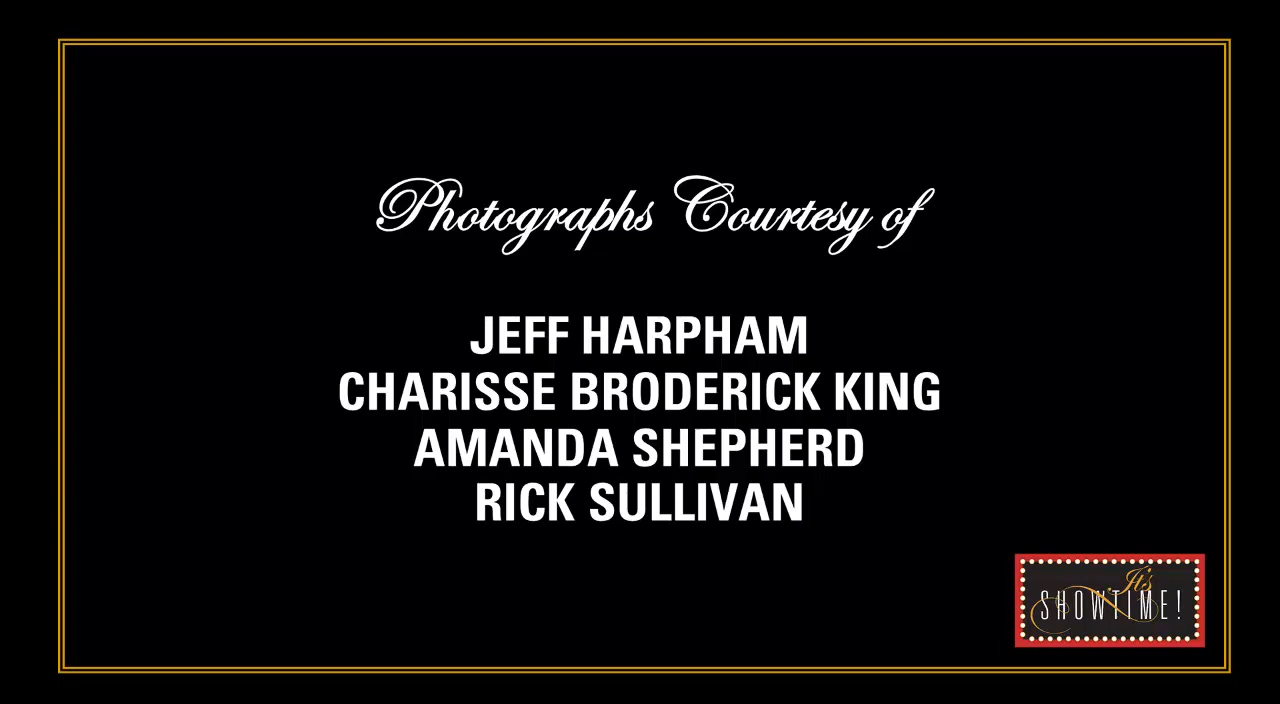 Photographs Courtesy of
JEFF HARPHAM
CHARISSE BRODERICK KING
AMANDA SHEPHERD
RICK SULLIVAN
It's
SHOWTIME!